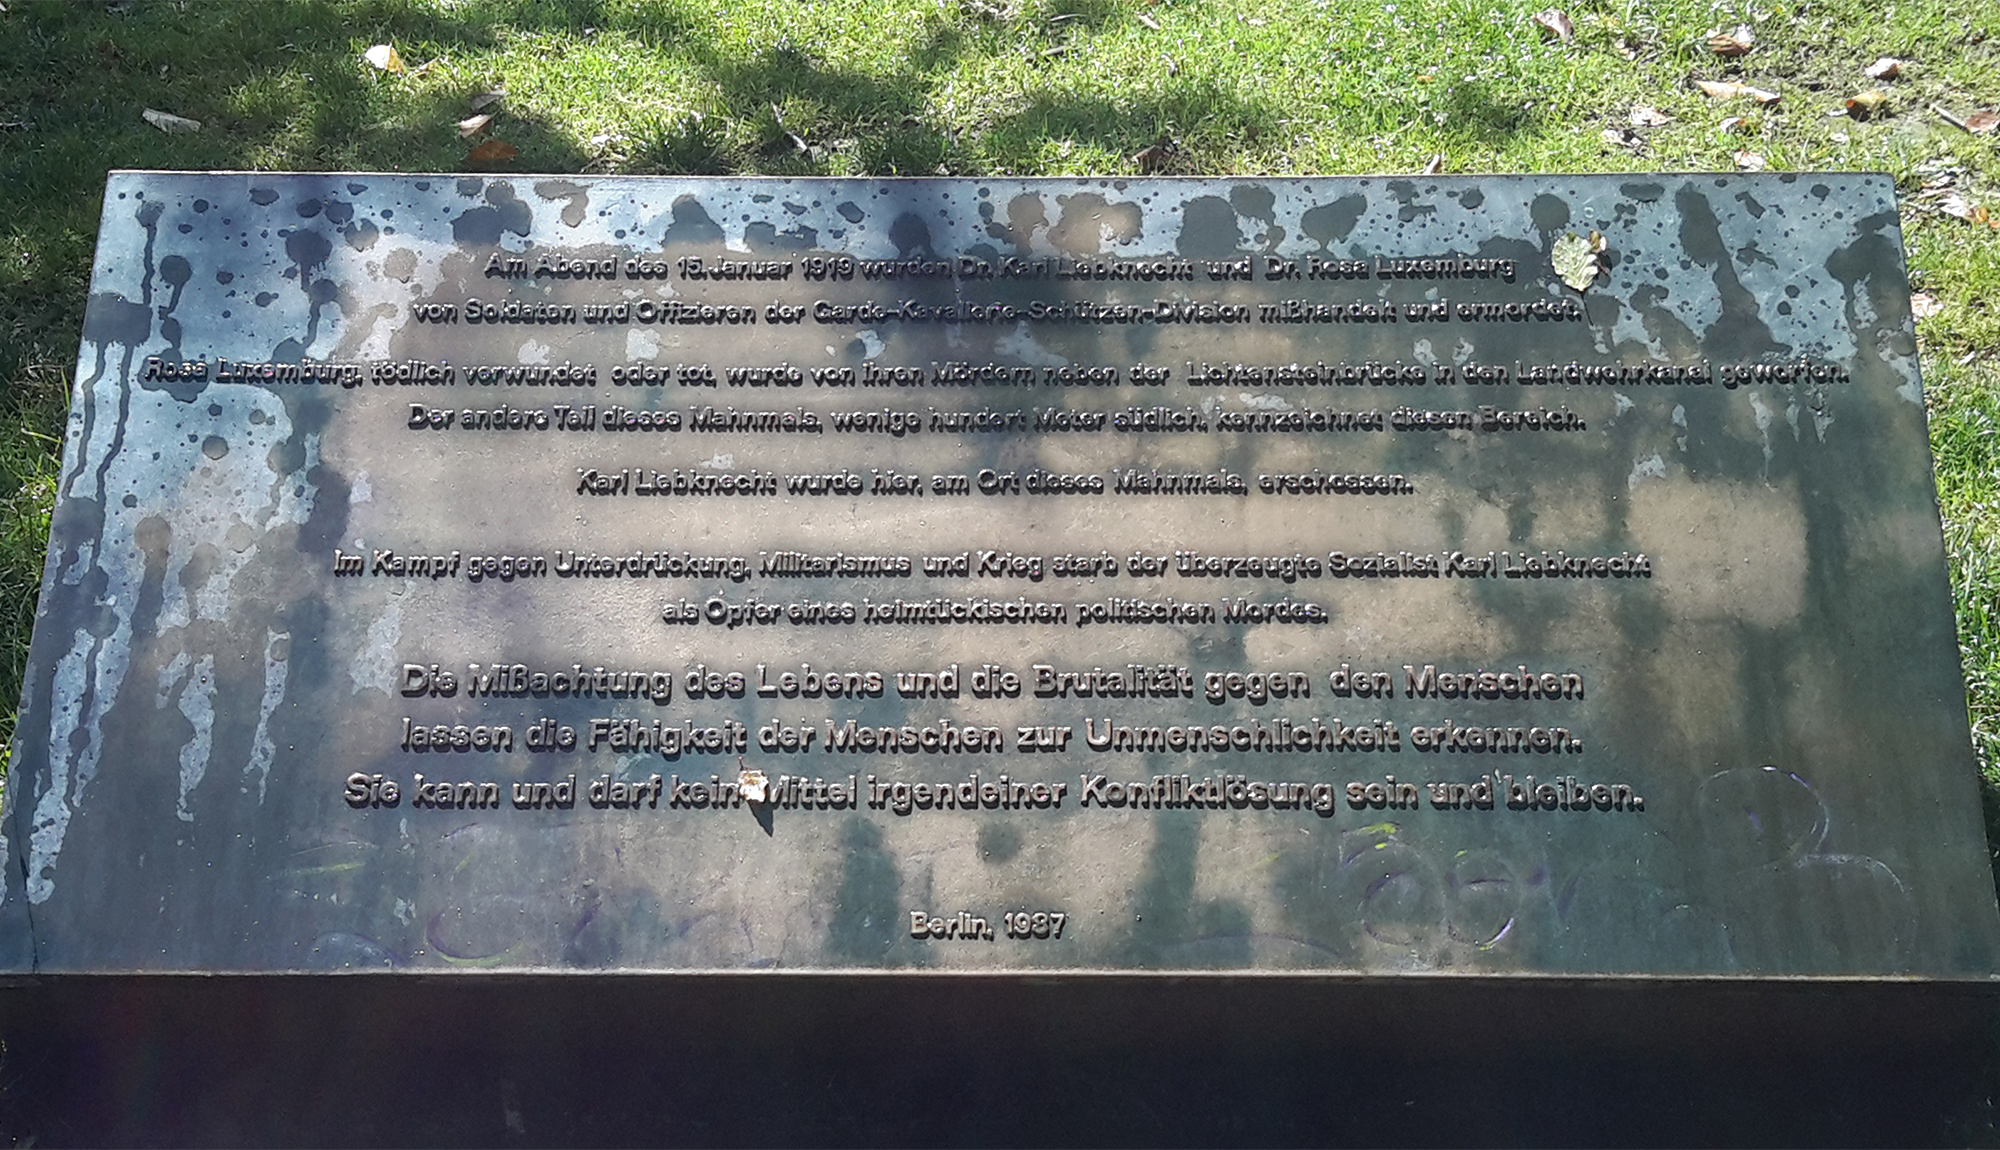 Am Abend des 15. Januar 1919 wurden Dr. Karl Liebknecht und Dr. Rosa Luxemburg
von Soldaten und Offizieren der Garde-Kavallerie-Schützen-Division mißhandelt und ermordet.
Rosa Luxemburg, tödlich verwundet oder tot, wurde von ihren Mördern neben der Lichtensteinbrücke in den Landwehrkanal geworfen.
Der andere Teil dieses Mahnmals, wenige hundert Meter südlich, kennzeichnet diesen Bereich.
Karl Liebknecht wurde hier, am Ort dieses Mahnmals, erschossen.
Im Kampf gegen Unterdrückung, Militarismus und Krieg starb der überzeugte Sozialist Karl Liebknecht
als Opfer eines heimtückischen politischen Mordes.
Die Mißachtung des Lebens und die Brutalität gegen den Menschen
lassen die Fähigkeit der Menschen zur Unmenschlichkeit erkennen.
Sie kann und darf kein Mittel irgendeiner Konfliktlösung sein und bleiben.
Berlin, 1987